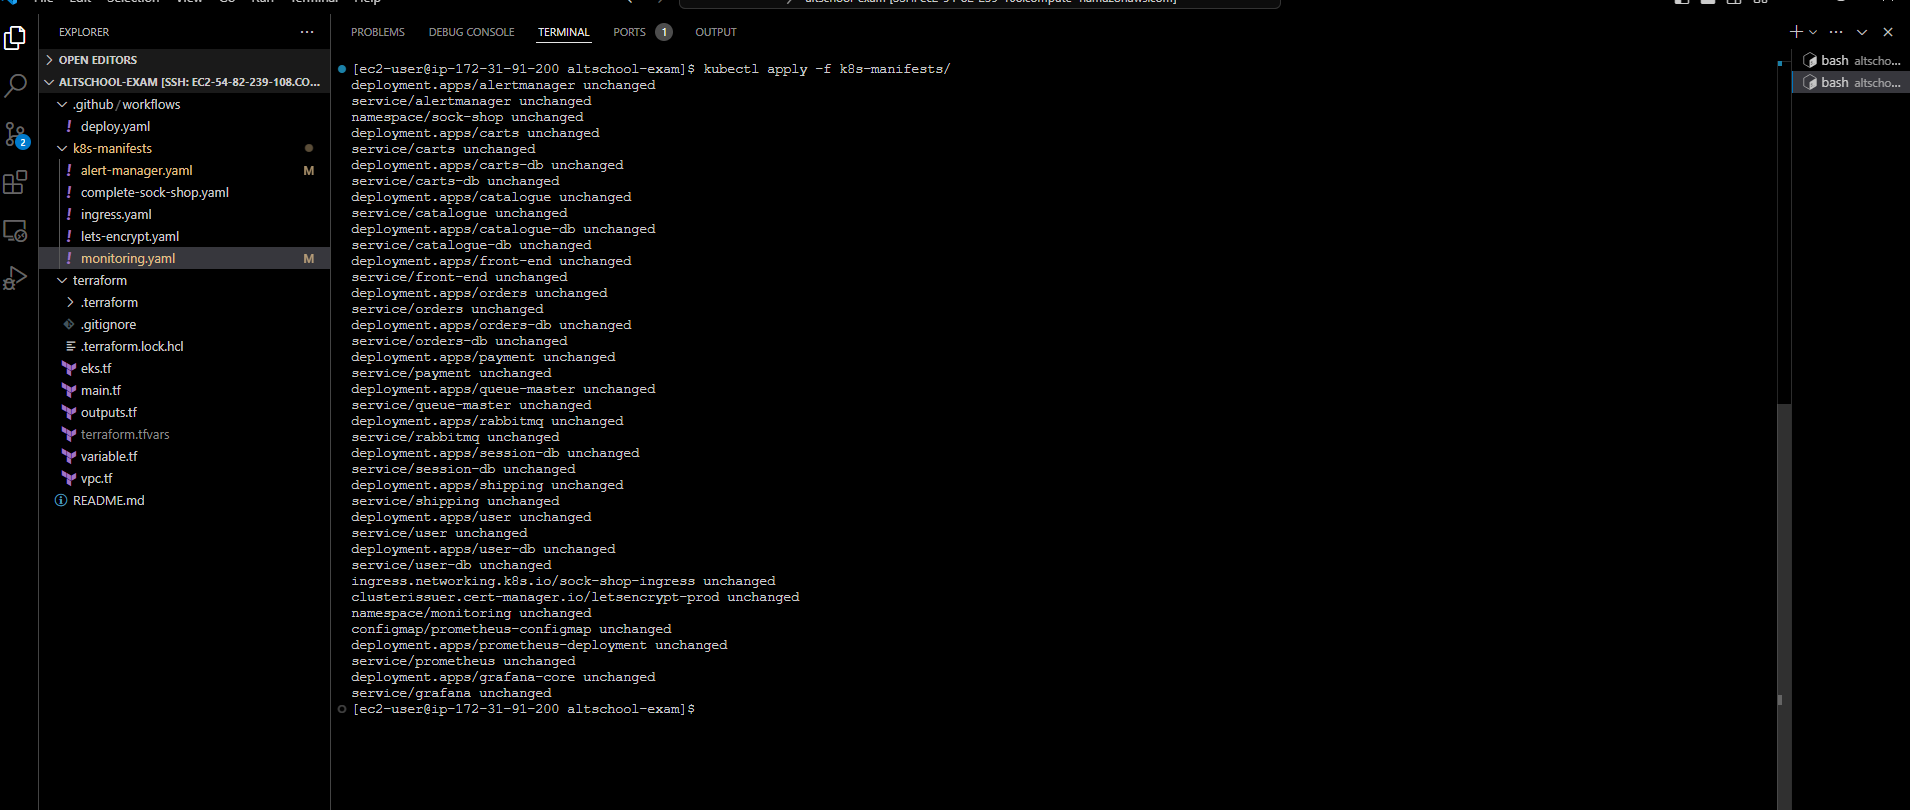 File Edit Selection View Go Run Terminal Help
EXPLORER
OPEN EDITORS
ALTSCHOOL-EXAM [SSH: EC2-54-82-239-108.CO...
.github/workflows
deploy.yaml
k8s-manifests
alert-manager.yaml M
complete-sock-shop.yaml
ingress.yaml
lets-encrypt.yaml
monitoring.yaml M
terraform
.terraform
.gitignore
.terraform.lock.hcl
eks.tf
main.tf
outputs.tf
terraform.tfvars
variable.tf
vpc.tf
README.md
2
PROBLEMS DEBUG CONSOLE TERMINAL PORTS 1 OUTPUT
[ec2-user@ip-172-31-91-200 altschool-exam]$ kubectl apply -f k8s-manifests/
deployment.apps/alertmanager unchanged
service/alertmanager unchanged
namespace/sock-shop unchanged
deployment.apps/carts unchanged
service/carts unchanged
deployment.apps/carts-db unchanged
service/carts-db unchanged
deployment.apps/catalogue unchanged
service/catalogue unchanged
deployment.apps/catalogue-db unchanged
service/catalogue-db unchanged
deployment.apps/front-end unchanged
service/front-end unchanged
deployment.apps/orders unchanged
service/orders unchanged
deployment.apps/orders-db unchanged
service/orders-db unchanged
deployment.apps/payment unchanged
service/payment unchanged
deployment.apps/queue-master unchanged
service/queue-master unchanged
deployment.apps/rabbitmq unchanged
service/rabbitmq unchanged
deployment.apps/session-db unchanged
service/session-db unchanged
deployment.apps/shipping unchanged
service/shipping unchanged
deployment.apps/user unchanged
service/user unchanged
deployment.apps/user-db unchanged
service/user-db unchanged
ingress.networking.k8s.io/sock-shop-ingress unchanged
clusterissuer.cert-manager.io/letsencrypt-prod unchanged
namespace/monitoring unchanged
configmap/prometheus-configmap unchanged
deployment.apps/prometheus-deployment unchanged
service/prometheus unchanged
deployment.apps/grafana-core unchanged
service/grafana unchanged
[ec2-user@ip-172-31-91-200 altschool-exam]$
bash altscho...
bash altscho...